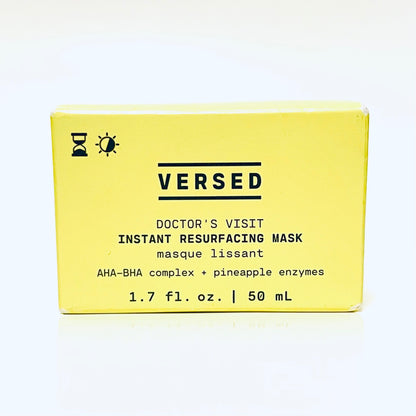 VERSED
DOCTOR'S VISIT
INSTANT RESURFACING MASK
masque lissant
AHA–BHA complex + pineapple enzymes
1.7 fl. oz. | 50 mL